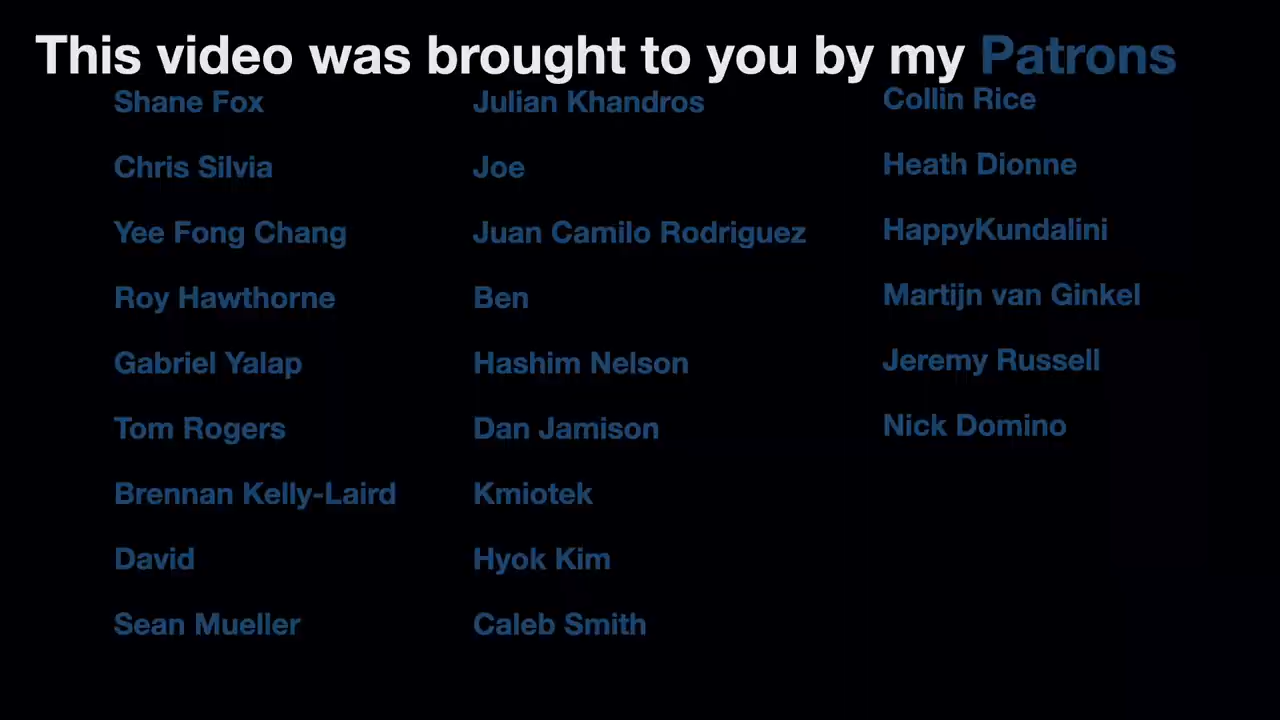 This video was brought to you by my Patrons
Shane Fox
Chris Silvia
Yee Fong Chang
Roy Hawthorne
Gabriel Yalap
Tom Rogers
Brennan Kelly-Laird
David
Sean Mueller
Julian Khandros
Joe
Juan Camilo Rodriguez
Ben
Hashim Nelson
Dan Jamison
Kmiotek
Hyok Kim
Caleb Smith
Collin Rice
Heath Dionne
HappyKundalini
Martijn van Ginkel
Jeremy Russell
Nick Domino